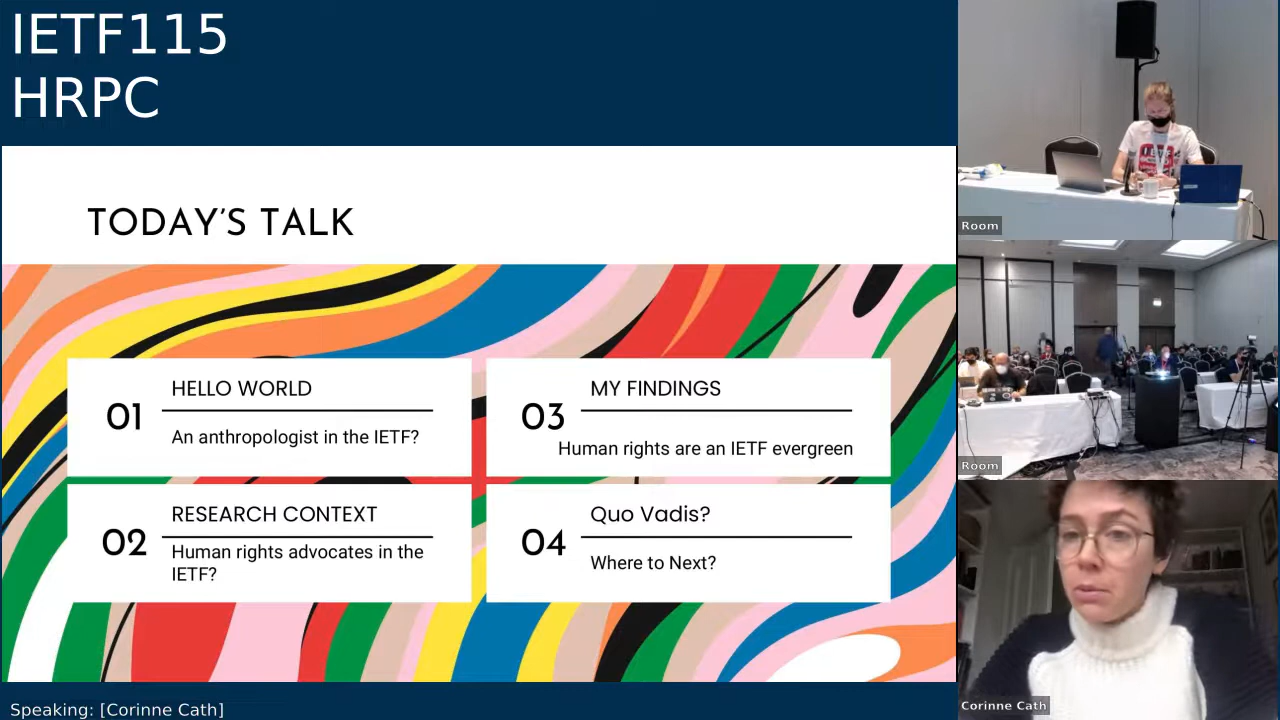 IETF115
HRPC
TODAY'S TALK
01
HELLO WORLD
An anthropologist in the IETF?
02
RESEARCH CONTEXT
Human rights advocates in the
IETF?
03
MY FINDINGS
Human rights are an IETF evergreen
04
Quo Vadis?
Where to Next?
Speaking: [Corinne Cath]
Room
IETF
Room
Corinne Cath